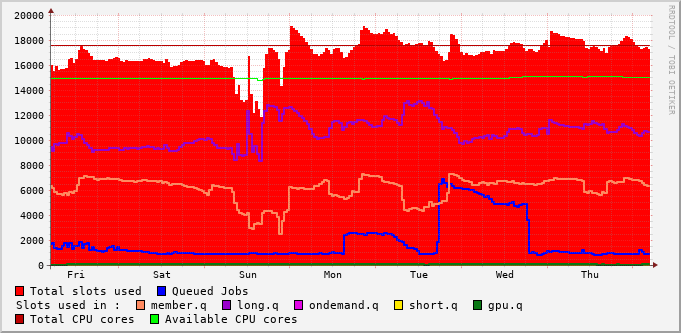 20000
18000
16000
14000
12000
10000
8000
6000
4000
2000
0
Fri Sat Sun Mon Tue Wed Thu
Total slots used Queued Jobs
Slots used in : member.q long.q ondemand.q short.q gpu.q
Total CPU cores Available CPU cores
RRDTOOL / TOBI OETIKER